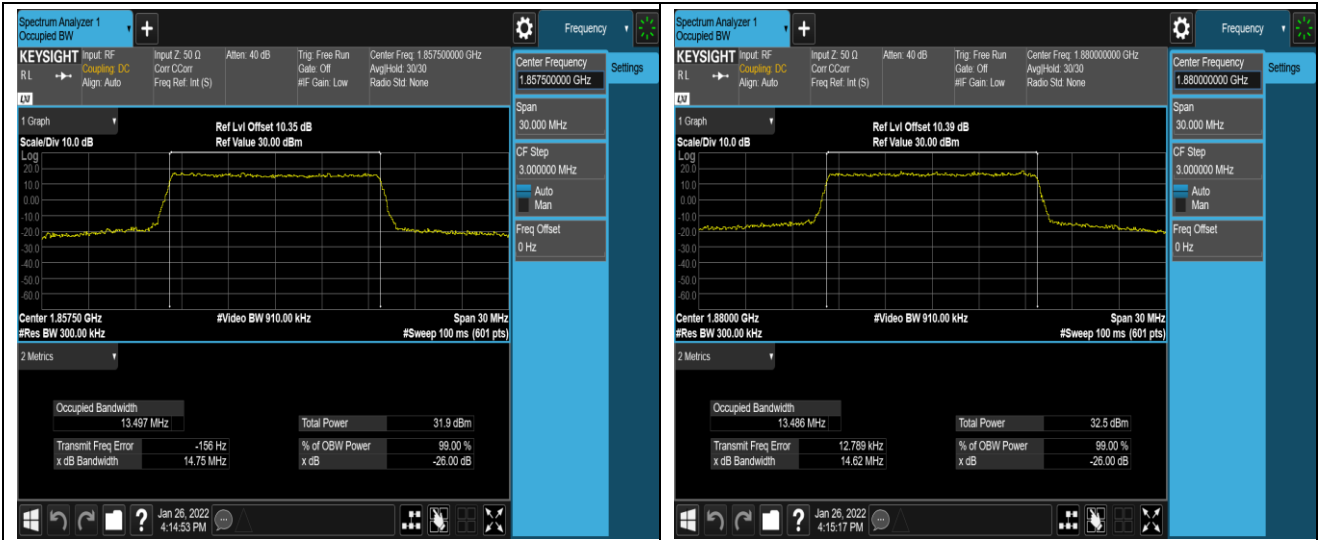 Spectrum Analyzer 1
Occupied BW
Frequency
KEYSIGHT Input: RF
Coupling: DC
Align: Auto
RL
LXI
Input Z: 50 Ω
Corr CCorr
Freq Ref: Int (S)
Atten: 40 dB
Trig: Free Run
Gate: Off
#IF Gain: Low
Center Freq: 1.857500000 GHz
Avg|Hold: 30/30
Radio Std: None
Center Frequency
1.857500000 GHz
Settings
Span
30.000 MHz
CF Step
3.000000 MHz
Auto
Man
Freq Offset
0 Hz
1 Graph
Scale/Div 10.0 dB
Ref Lvl Offset 10.35 dB
Ref Value 30.00 dBm
Log
20.0
10.0
0.00
-10.0
-20.0
-30.0
-40.0
-50.0
-60.0
Center 1.85750 GHz
#Res BW 300.00 kHz
#Video BW 910.00 kHz
Span 30 MHz
#Sweep 100 ms (601 pts)
2 Metrics
Occupied Bandwidth
13.497 MHz
Total Power 31.9 dBm
Transmit Freq Error -156 Hz
% of OBW Power 99.00 %
x dB Bandwidth 14.75 MHz
x dB -26.00 dB
?
Jan 26, 2022
4:14:53 PM
Spectrum Analyzer 1
Occupied BW
Frequency
KEYSIGHT Input: RF
Coupling: DC
Align: Auto
RL
LXI
Input Z: 50 Ω
Corr CCorr
Freq Ref: Int (S)
Atten: 40 dB
Trig: Free Run
Gate: Off
#IF Gain: Low
Center Freq: 1.880000000 GHz
Avg|Hold: 30/30
Radio Std: None
Center Frequency
1.880000000 GHz
Settings
Span
30.000 MHz
CF Step
3.000000 MHz
Auto
Man
Freq Offset
0 Hz
1 Graph
Scale/Div 10.0 dB
Ref Lvl Offset 10.39 dB
Ref Value 30.00 dBm
Log
20.0
10.0
0.00
-10.0
-20.0
-30.0
-40.0
-50.0
-60.0
Center 1.88000 GHz
#Res BW 300.00 kHz
#Video BW 910.00 kHz
Span 30 MHz
#Sweep 100 ms (601 pts)
2 Metrics
Occupied Bandwidth
13.486 MHz
Total Power 32.5 dBm
Transmit Freq Error 12.789 kHz
% of OBW Power 99.00 %
x dB Bandwidth 14.62 MHz
x dB -26.00 dB
?
Jan 26, 2022
4:15:17 PM